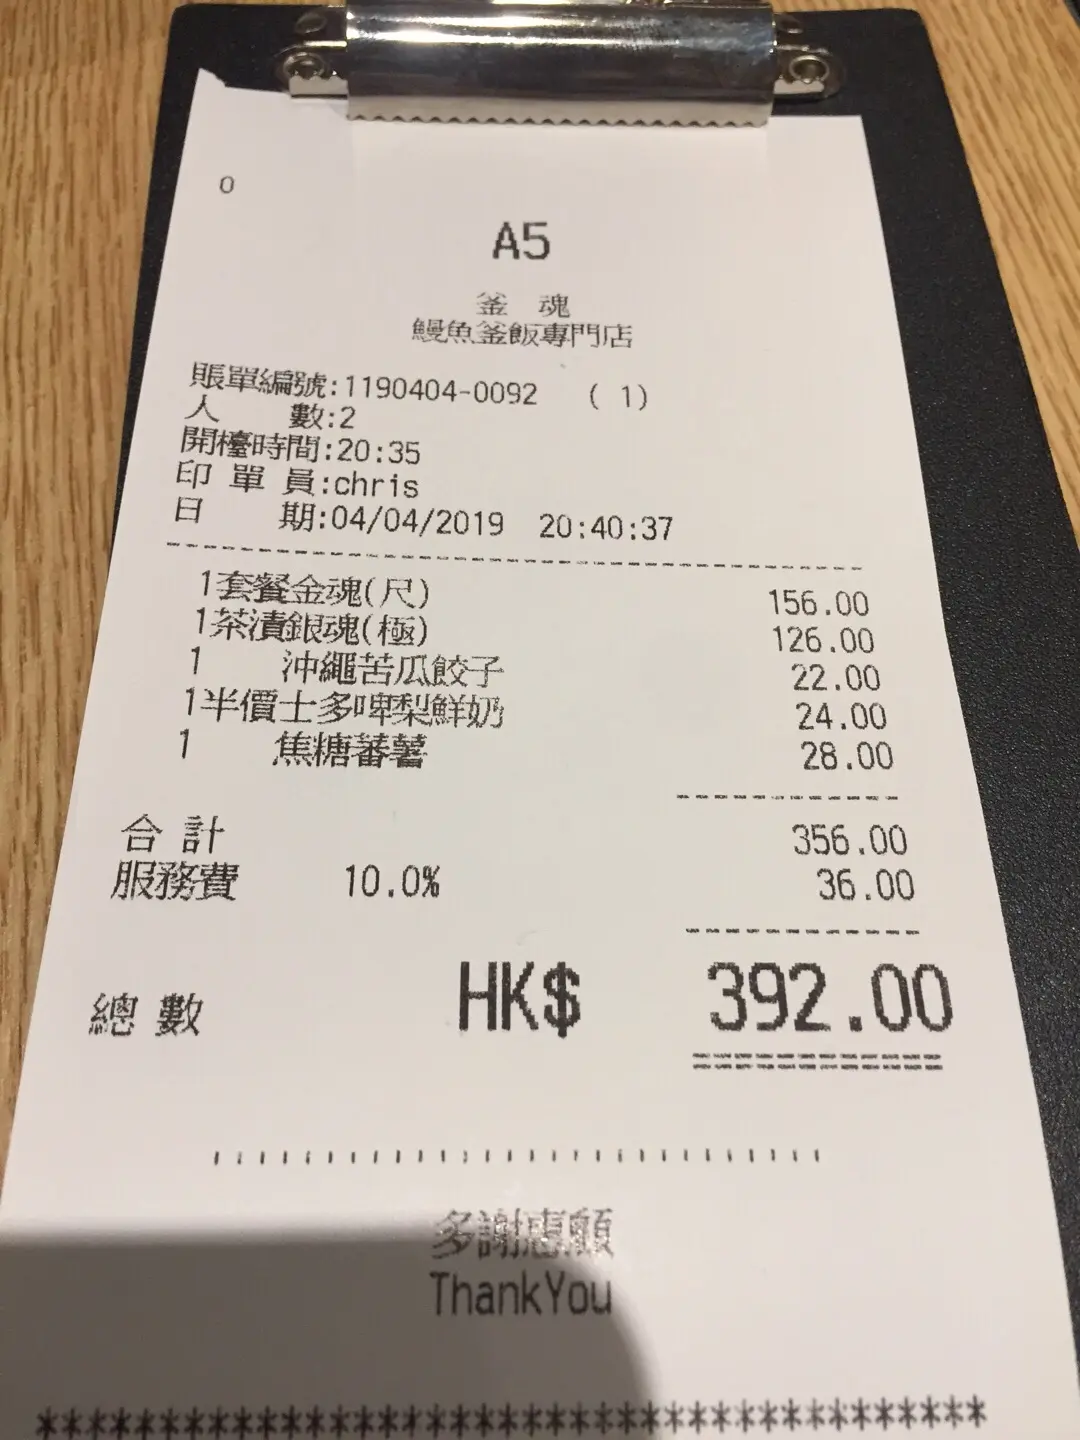 0
A5
釜 魂
鰻魚釜飯專門店
賬單編號:1190404-0092 ( 1)
人 數:2
開檯時間:20:35
印 單 員:chris
日 期:04/04/2019 20:40:37
1套餐金魂(尺) 156.00
1茶漬銀魂(極) 126.00
1 沖繩苦瓜餃子 22.00
1半價士多啤梨鮮奶 24.00
1 焦糖蕃薯 28.00
合 計 356.00
服務費 10.0% 36.00
總 數 HK$ 392.00
多謝惠顧
ThankYou
****************************************